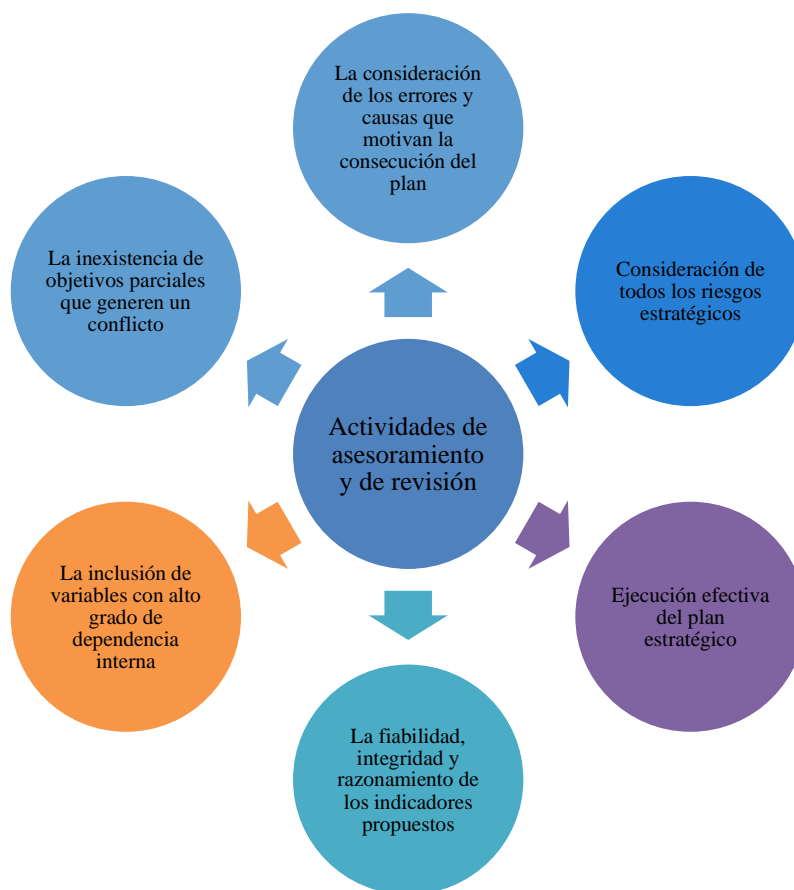 La consideración
de los errores y
causas que
motivan la
consecución del
plan
La inexistencia de
objetivos parciales
que generen un
conflicto
Consideración de
todos los riesgos
estratégicos
Actividades de
asesoramiento
y de revisión
La inclusión de
variables con alto
grado de
dependencia
interna
Ejecución efectiva
del plan
estratégico
La fiabilidad,
integridad y
razonamiento de
los indicadores
propuestos